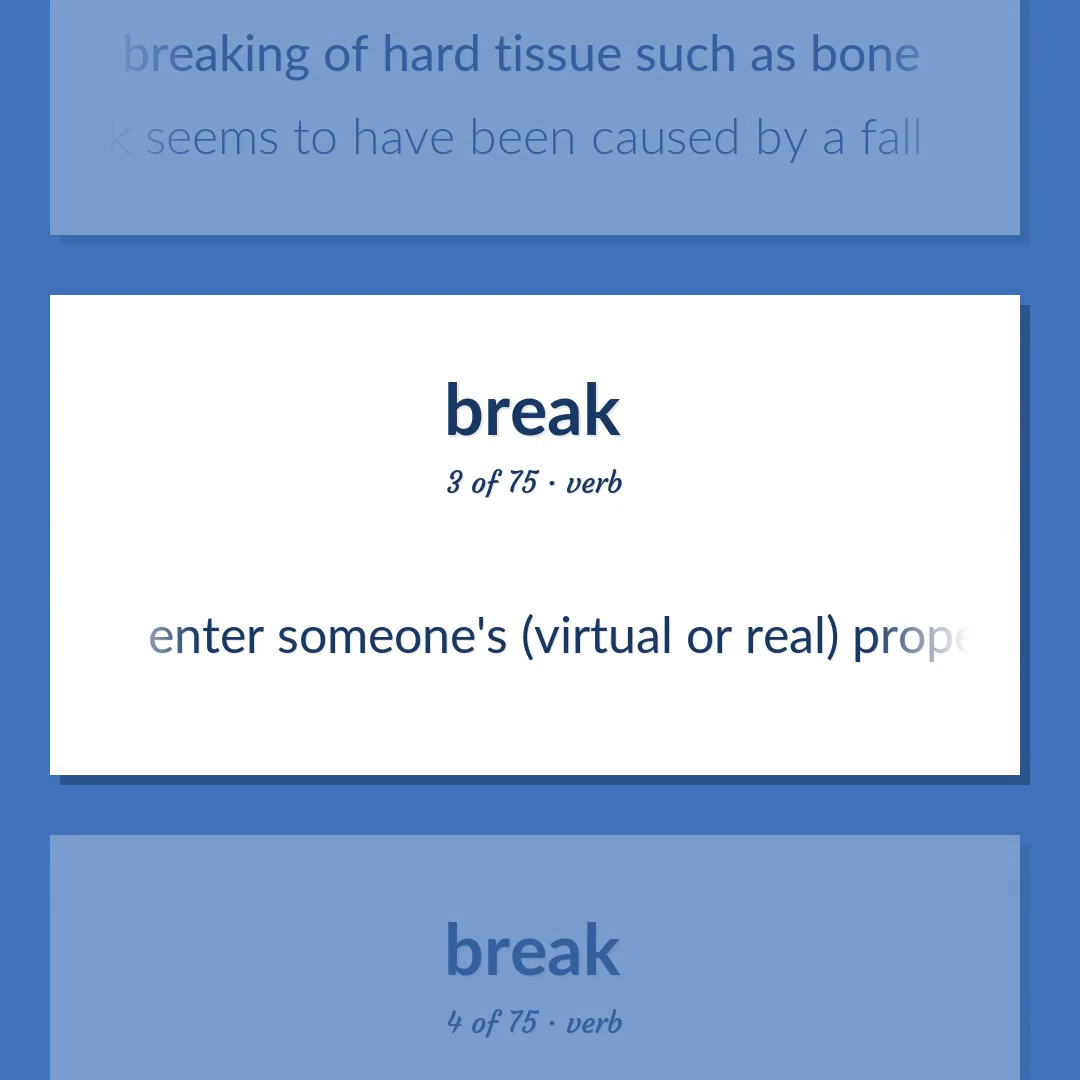 breaking of hard tissue such as bone
k seems to have been caused by a fall
break
3 of 75 · verb
enter someone's (virtual or real) prope
break
4 of 75 · verb